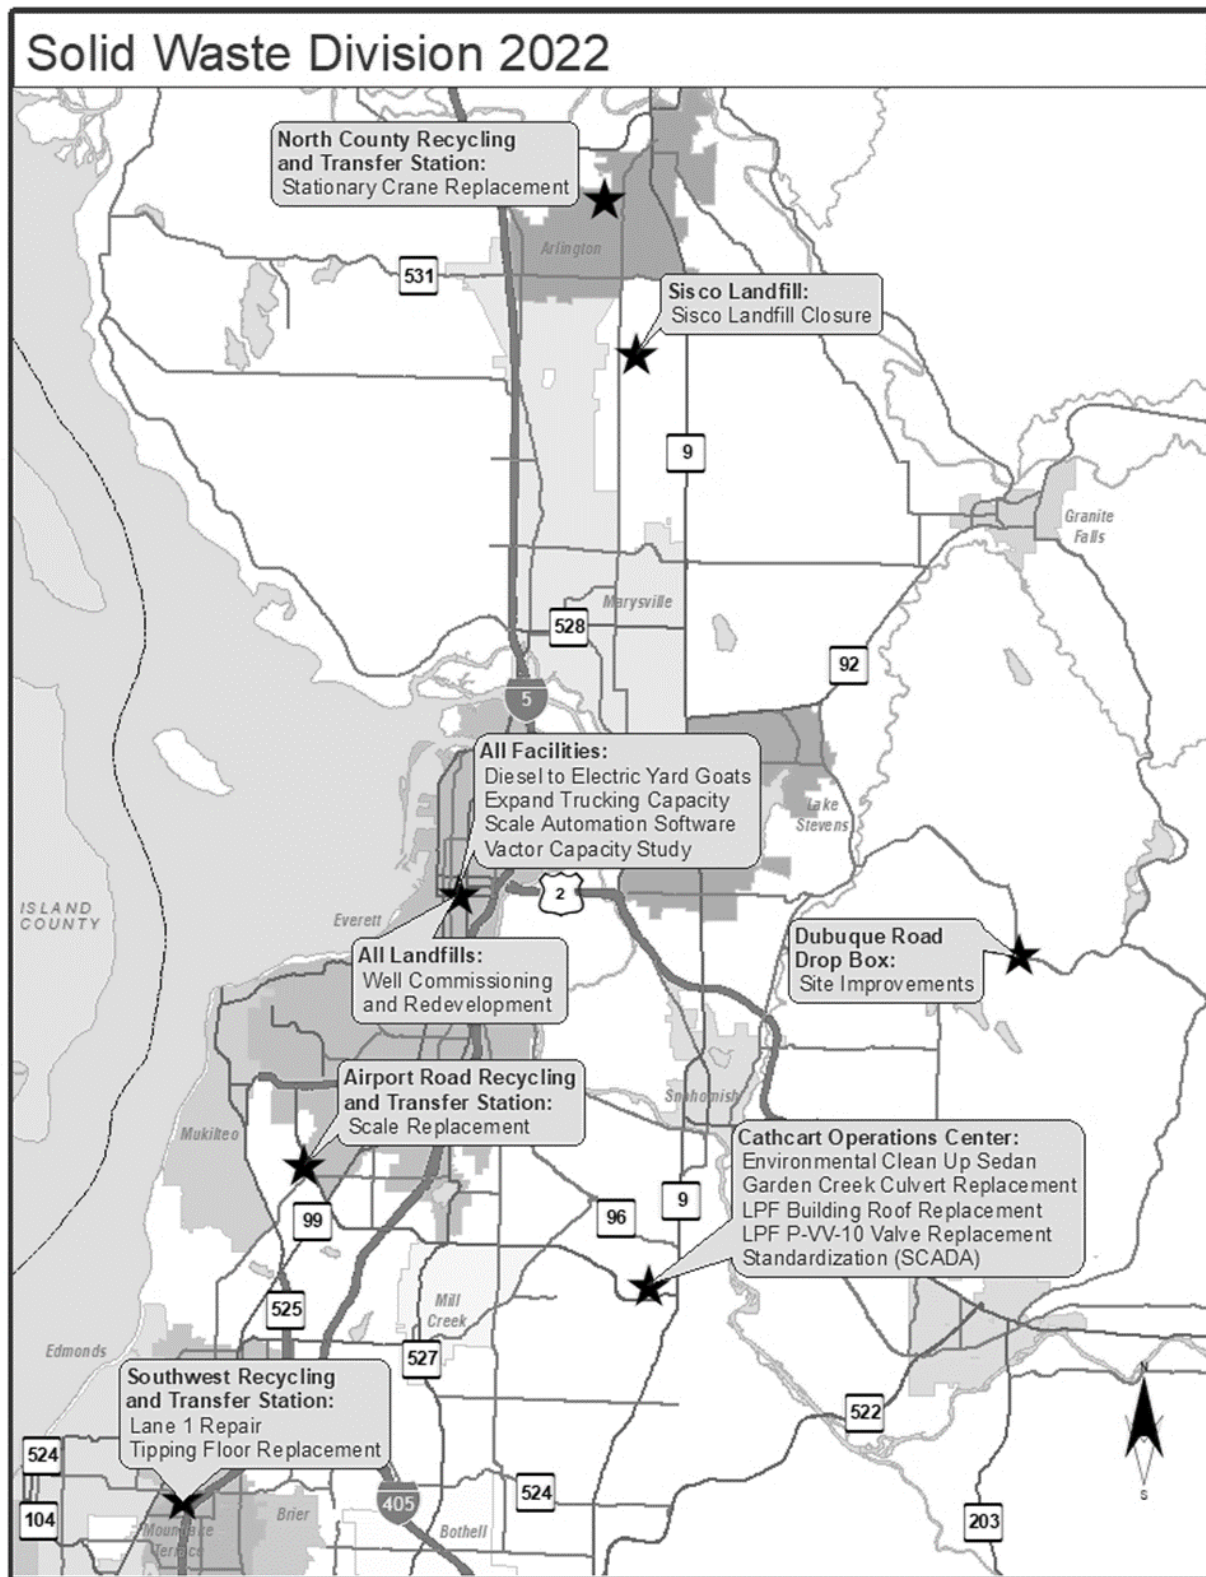 Solid Waste Division 2022
North County Recycling
and Transfer Station:
Stationary Crane Replacement
Arlington
531
Sisco Landfill:
Sisco Landfill Closure
9
Granite
Falls
Marysville
528
92
5
All Facilities:
Diesel to Electric Yard Goats
Expand Trucking Capacity
Scale Automation Software
Vactor Capacity Study
Lake
Stevens
2
ISLAND
COUNTY
Everett
All Landfills:
Well Commissioning
and Redevelopment
Dubuque Road
Drop Box:
Site Improvements
Airport Road Recycling
and Transfer Station:
Scale Replacement
Snohomish
Mukilteo
Cathcart Operations Center:
Environmental Clean Up Sedan
Garden Creek Culvert Replacement
LPF Building Roof Replacement
LPF P-VV-10 Valve Replacement
Standardization (SCADA)
99
96
9
525
Mill
Creek
Edmonds
527
Southwest Recycling
and Transfer Station:
Lane 1 Repair
Tipping Floor Replacement
522
N
S
524
104
405
524
203
Brier
Bothell
Mountlake
Terrace